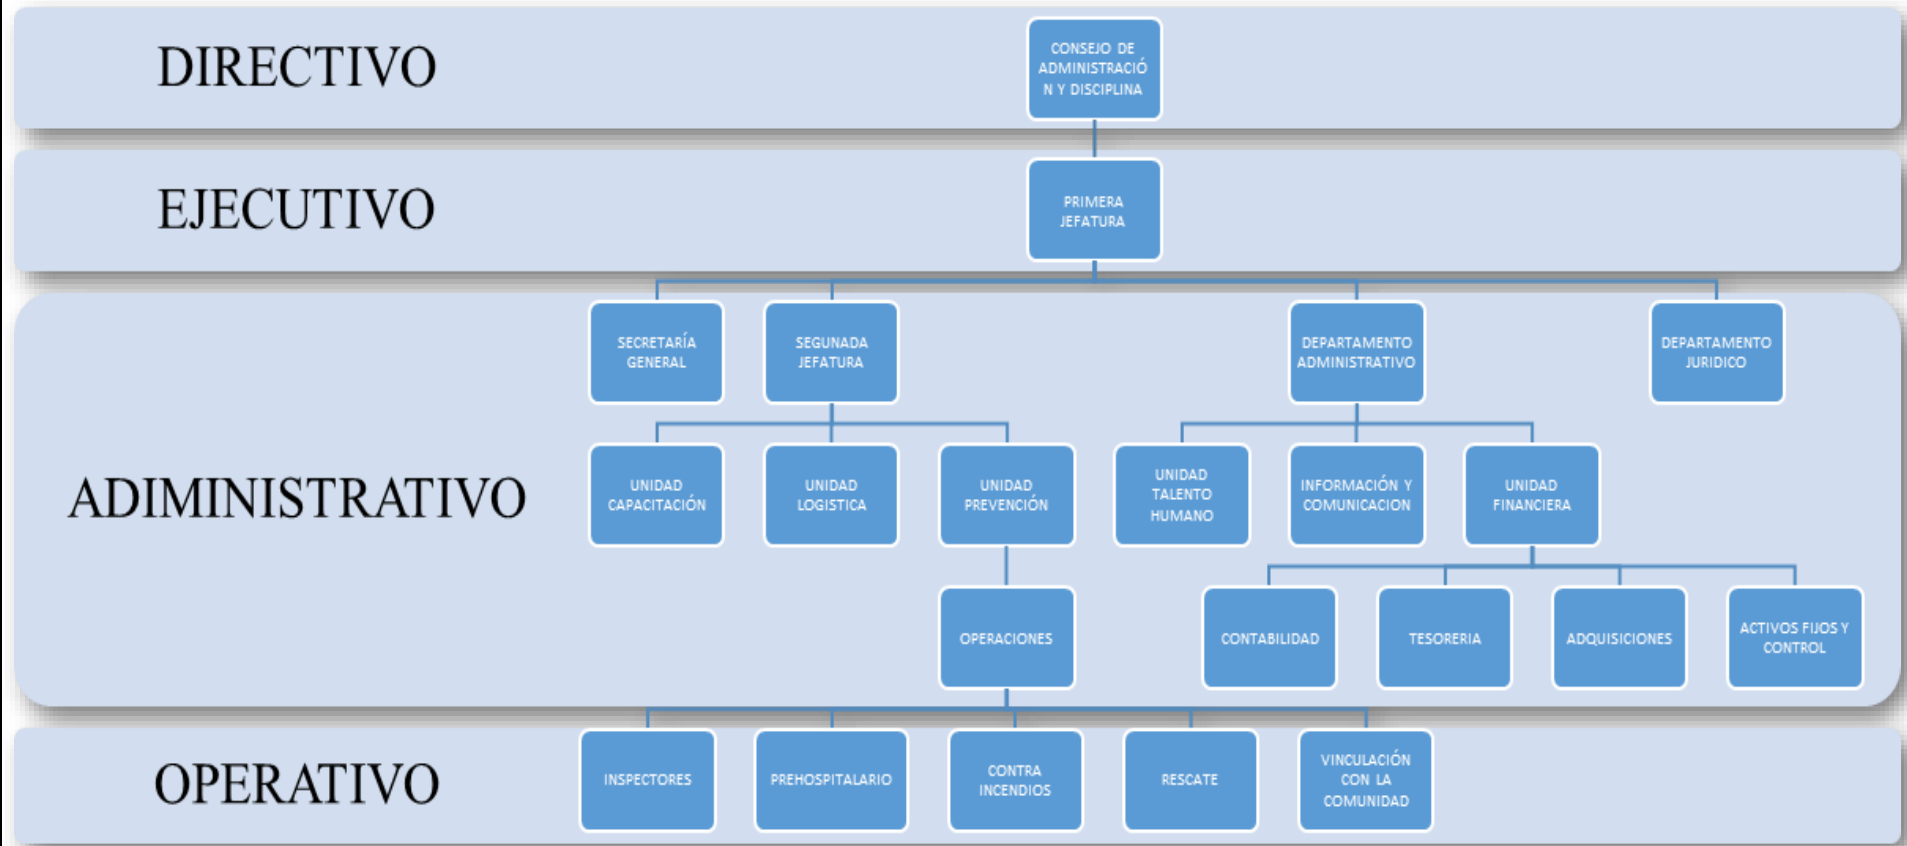 DIRECTIVO
CONSEJO DE
ADMINISTRACIÓ
N Y DISCIPLINA
EJECUTIVO
PRIMERA
JEFATURA
ADIMINISTRATIVO
SECRETARÍA
GENERAL
SEGUNADA
JEFATURA
DEPARTAMENTO
ADMINISTRATIVO
DEPARTAMENTO
JURIDICO
UNIDAD
CAPACITACIÓN
UNIDAD
LOGISTICA
UNIDAD
PREVENCIÓN
UNIDAD
TALENTO
HUMANO
INFORMACIÓN Y
COMUNICACION
UNIDAD
FINANCIERA
OPERACIONES
CONTABILIDAD
TESORERIA
ADQUISICIONES
ACTIVOS FIJOS Y
CONTROL
OPERATIVO
INSPECTORES
PREHOSPITALARIO
CONTRA
INCENDIOS
RESCATE
VINCULACIÓN
CON LA
COMUNIDAD